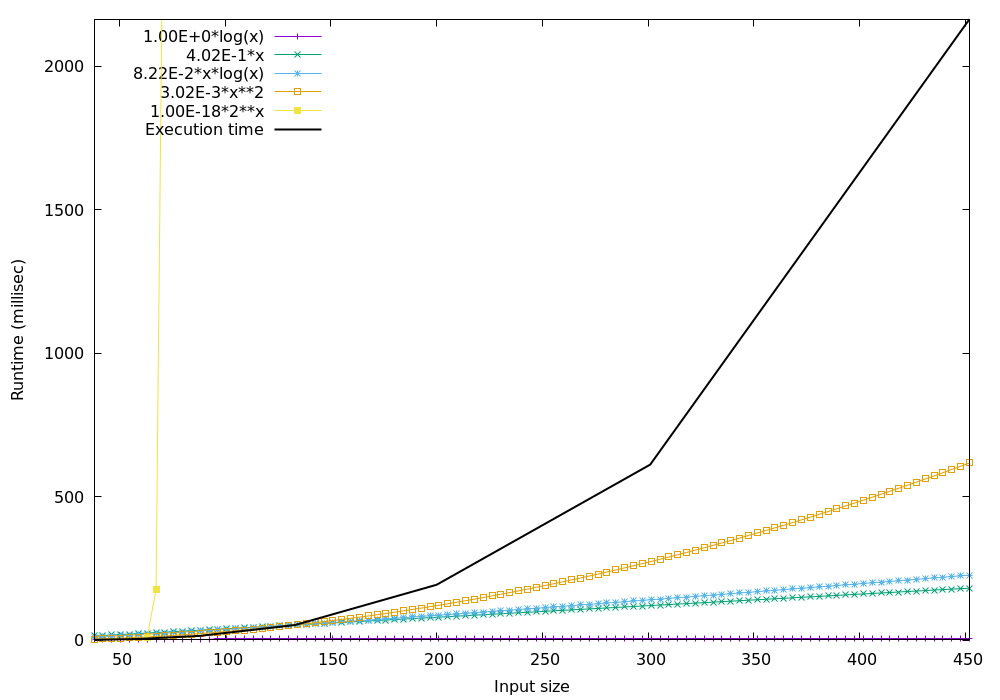 1.00E+0*log(x)
4.02E-1*x
8.22E-2*x*log(x)
3.02E-3*x**2
1.00E-18*2**x
Execution time
2000
1500
1000
500
0
Runtime (millisec)
50 100 150 200 250 300 350 400 450
Input size